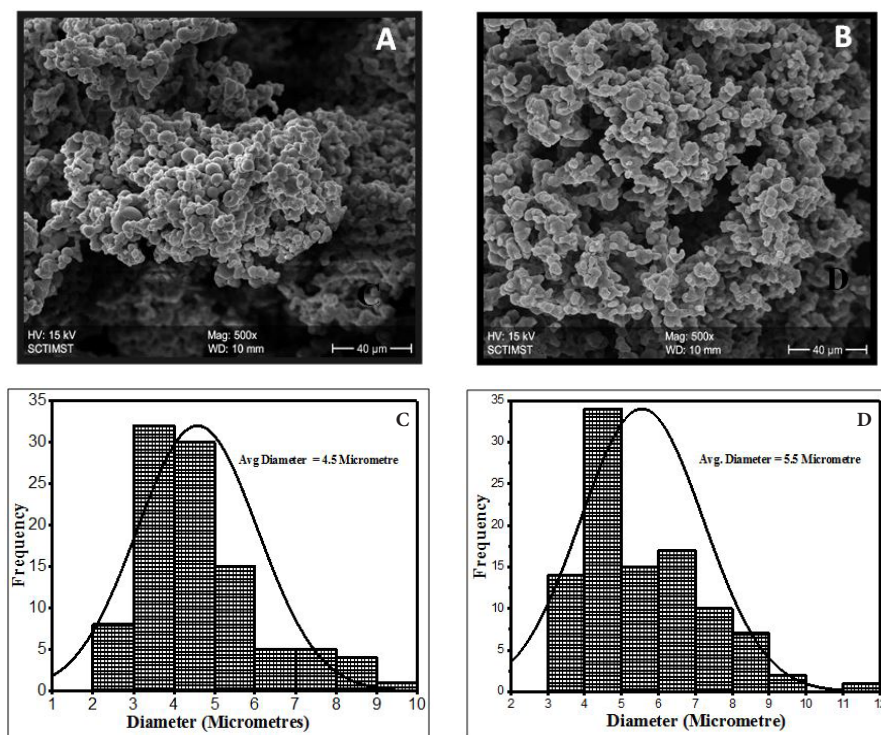 A
C
HV: 15 kV
Mag: 500x
SCTIMST
WD: 10 mm
40 µm
B
D
HV: 15 kV
Mag: 500x
SCTIMST
WD: 10 mm
40 µm
C
Avg Diameter = 4.5 Micrometre
Frequency
35
30
25
20
15
10
5
0
1 2 3 4 5 6 7 8 9 10
Diameter (Micrometres)
D
Avg. Diameter = 5.5 Micrometre
Frequency
35
30
25
20
15
10
5
0
2 3 4 5 6 7 8 9 10 11 12
Diameter (Micrometre)